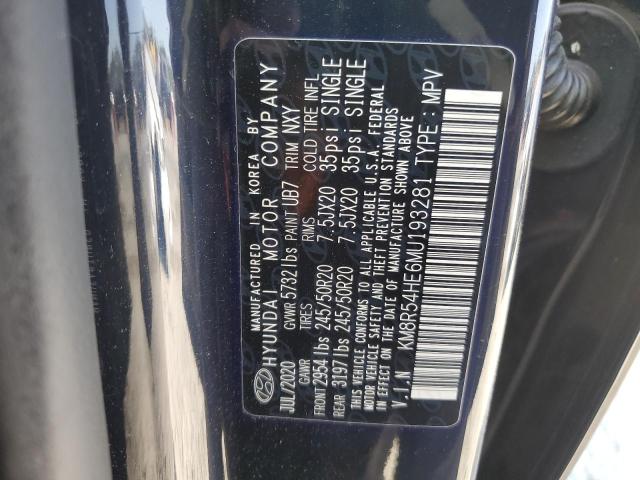 MANUFACTURED IN KOREA BY
HYUNDAI MOTOR COMPANY
JUL/2020 GVWR 5732 lbs PAINT UB7 TRIM NXY
GAWR TIRES RIMS COLD TIRE INFL
FRONT 2954 lbs 245/50R20 7.5JX20 35psi SINGLE
REAR 3197 lbs 245/50R20 7.5JX20 35psi SINGLE
THIS VEHICLE CONFORMS TO ALL APPLICABLE U.S.A. FEDERAL
MOTOR VEHICLE SAFETY AND THEFT PREVENTION STANDARDS
IN EFFECT ON THE DATE OF MANUFACTURE SHOWN ABOVE
V.I.N KM8R54HE6MU193281 TYPE : MPV